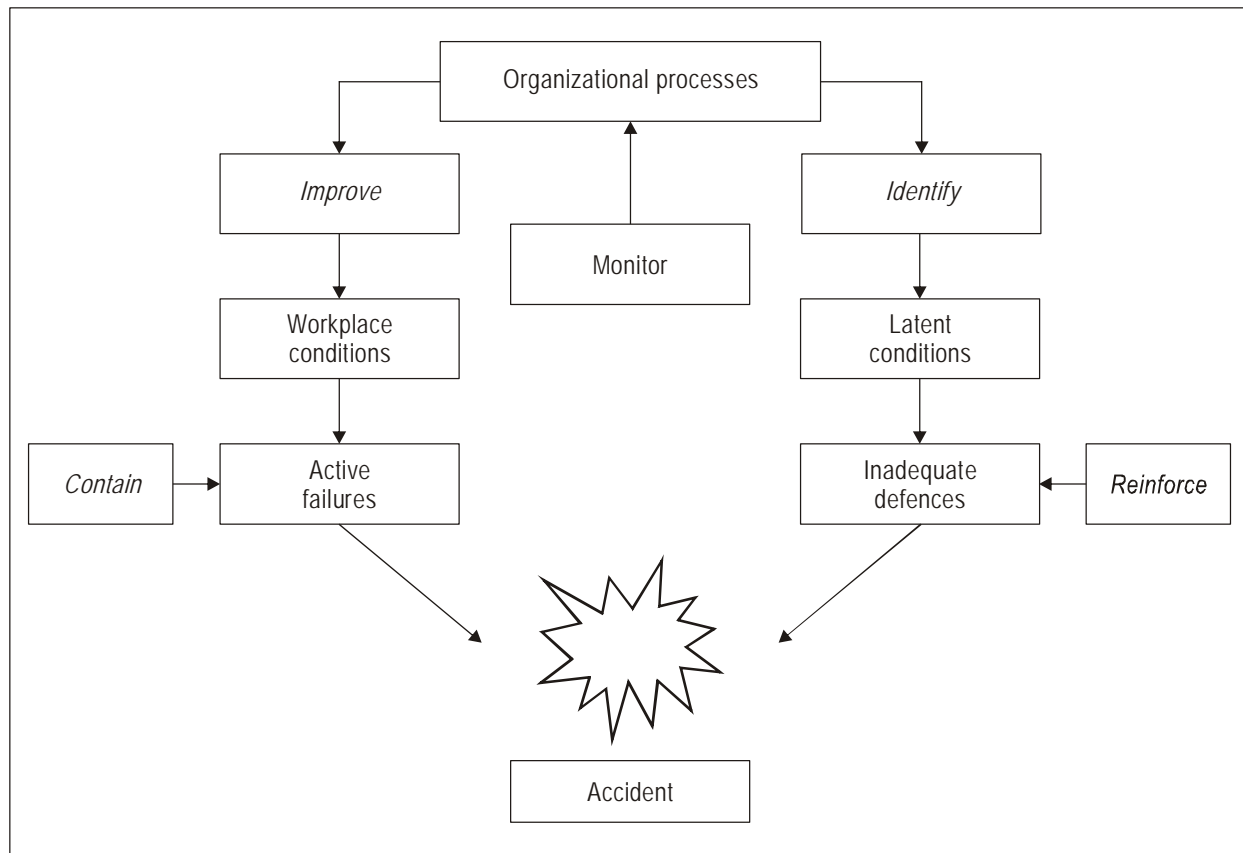 Organizational processes
Improve
Identify
Monitor
Workplace
conditions
Latent
conditions
Contain
Active
failures
Inadequate
defences
Reinforce
Accident